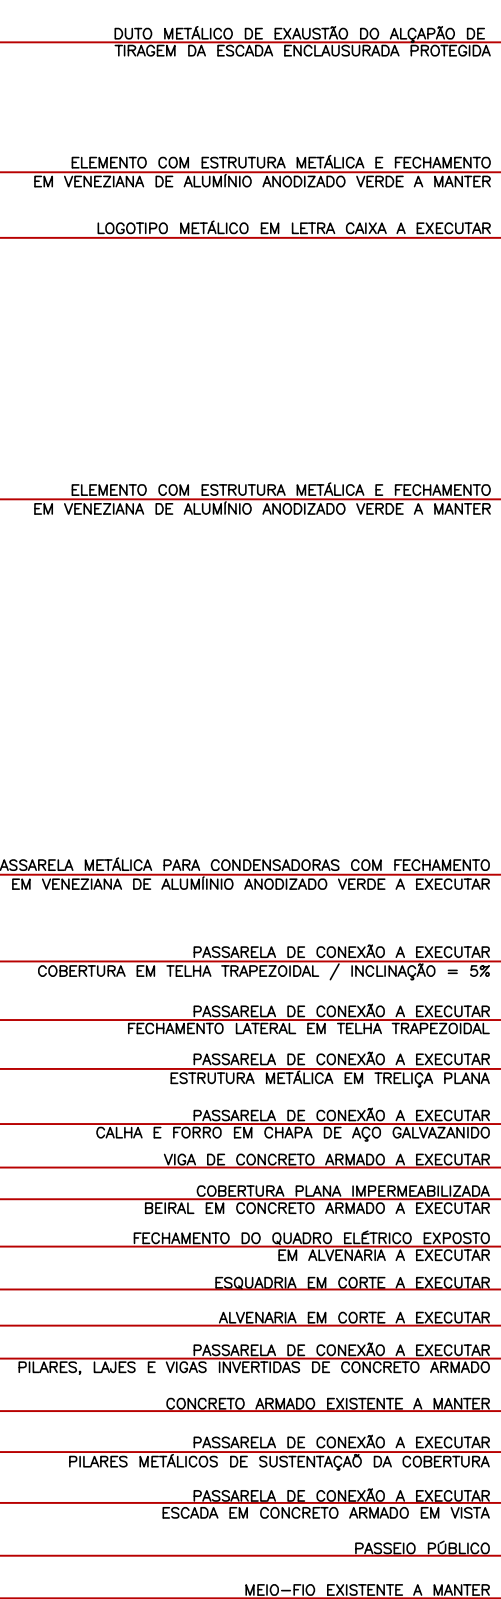 DUTO METÁLICO DE EXAUSTÃO DO ALÇAPÃO DE
TIRAGEM DA ESCADA ENCLAUSURADA PROTEGIDA
ELEMENTO COM ESTRUTURA METÁLICA E FECHAMENTO
EM VENEZIANA DE ALUMÍNIO ANODIZADO VERDE A MANTER
LOGOTIPO METÁLICO EM LETRA CAIXA A EXECUTAR
ELEMENTO COM ESTRUTURA METÁLICA E FECHAMENTO
EM VENEZIANA DE ALUMÍNIO ANODIZADO VERDE A MANTER
ASSARELA METÁLICA PARA CONDENSADORAS COM FECHAMENTO
EM VENEZIANA DE ALUMÍINIO ANODIZADO VERDE A EXECUTAR
PASSARELA DE CONEXÃO A EXECUTAR
COBERTURA EM TELHA TRAPEZOIDAL / INCLINAÇÃO = 5%
PASSARELA DE CONEXÃO A EXECUTAR
FECHAMENTO LATERAL EM TELHA TRAPEZOIDAL
PASSARELA DE CONEXÃO A EXECUTAR
ESTRUTURA METÁLICA EM TRELIÇA PLANA
PASSARELA DE CONEXÃO A EXECUTAR
CALHA E FORRO EM CHAPA DE AÇO GALVAZANIDO
VIGA DE CONCRETO ARMADO A EXECUTAR
COBERTURA PLANA IMPERMEABILIZADA
BEIRAL EM CONCRETO ARMADO A EXECUTAR
FECHAMENTO DO QUADRO ELÉTRICO EXPOSTO
EM ALVENARIA A EXECUTAR
ESQUADRIA EM CORTE A EXECUTAR
ALVENARIA EM CORTE A EXECUTAR
PASSARELA DE CONEXÃO A EXECUTAR
PILARES, LAJES E VIGAS INVERTIDAS DE CONCRETO ARMADO
CONCRETO ARMADO EXISTENTE A MANTER
PASSARELA DE CONEXÃO A EXECUTAR
PILARES METÁLICOS DE SUSTENTAÇAÕ DA COBERTURA
PASSARELA DE CONEXÃO A EXECUTAR
ESCADA EM CONCRETO ARMADO EM VISTA
PASSEIO PÚBLICO
MEIO-FIO EXISTENTE A MANTER